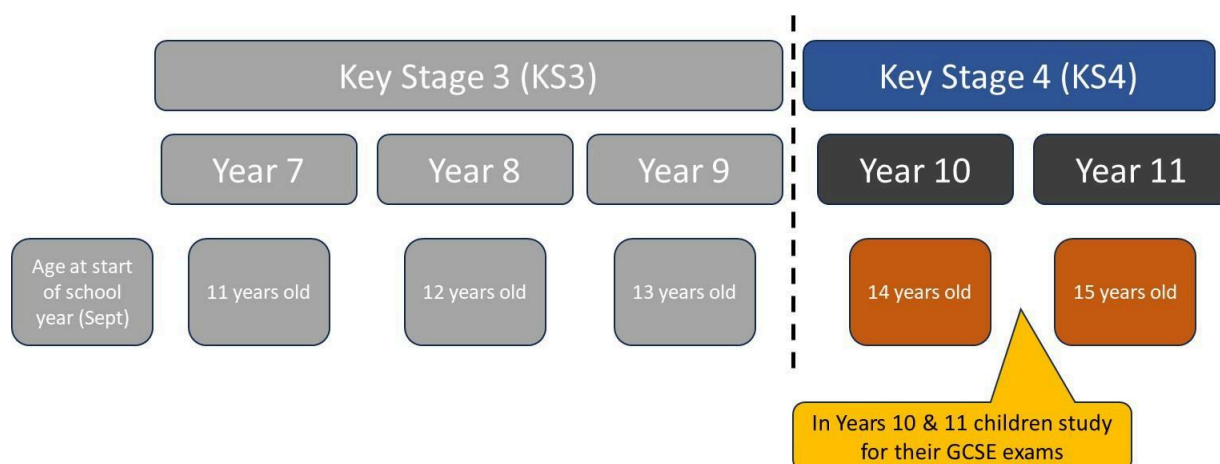 Key Stage 3 (KS3)
Key Stage 4 (KS4)
Year 7
Year 8
Year 9
Year 10
Year 11
Age at start
of school
year (Sept)
11 years old
12 years old
13 years old
14 years old
15 years old
In Years 10 & 11 children study
for their GCSE exams